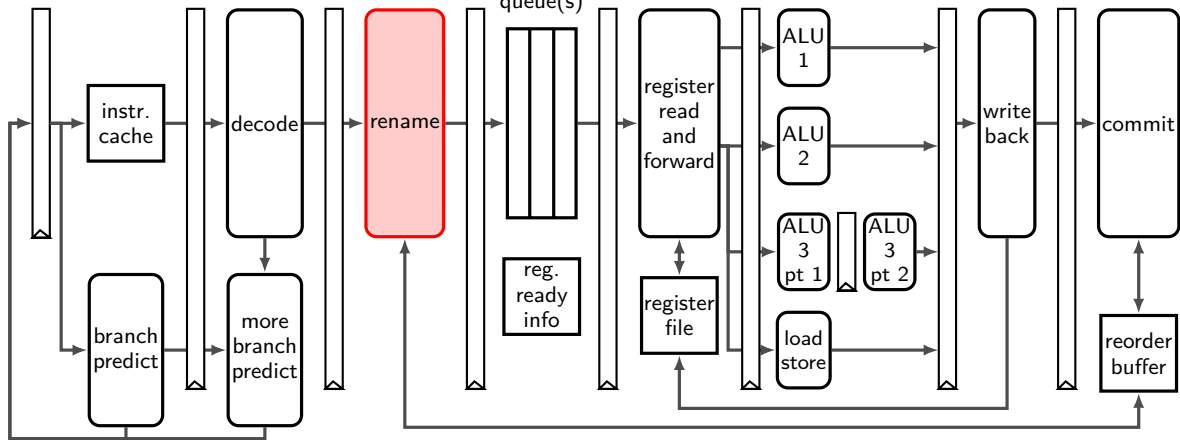 queue(s)
instr.
cache
decode
rename
register
read
and
forward
ALU
1
ALU
2
ALU
3
pt 1
ALU
3
pt 2
load
store
write
back
commit
branch
predict
more
branch
predict
reg.
ready
info
register
file
reorder
buffer